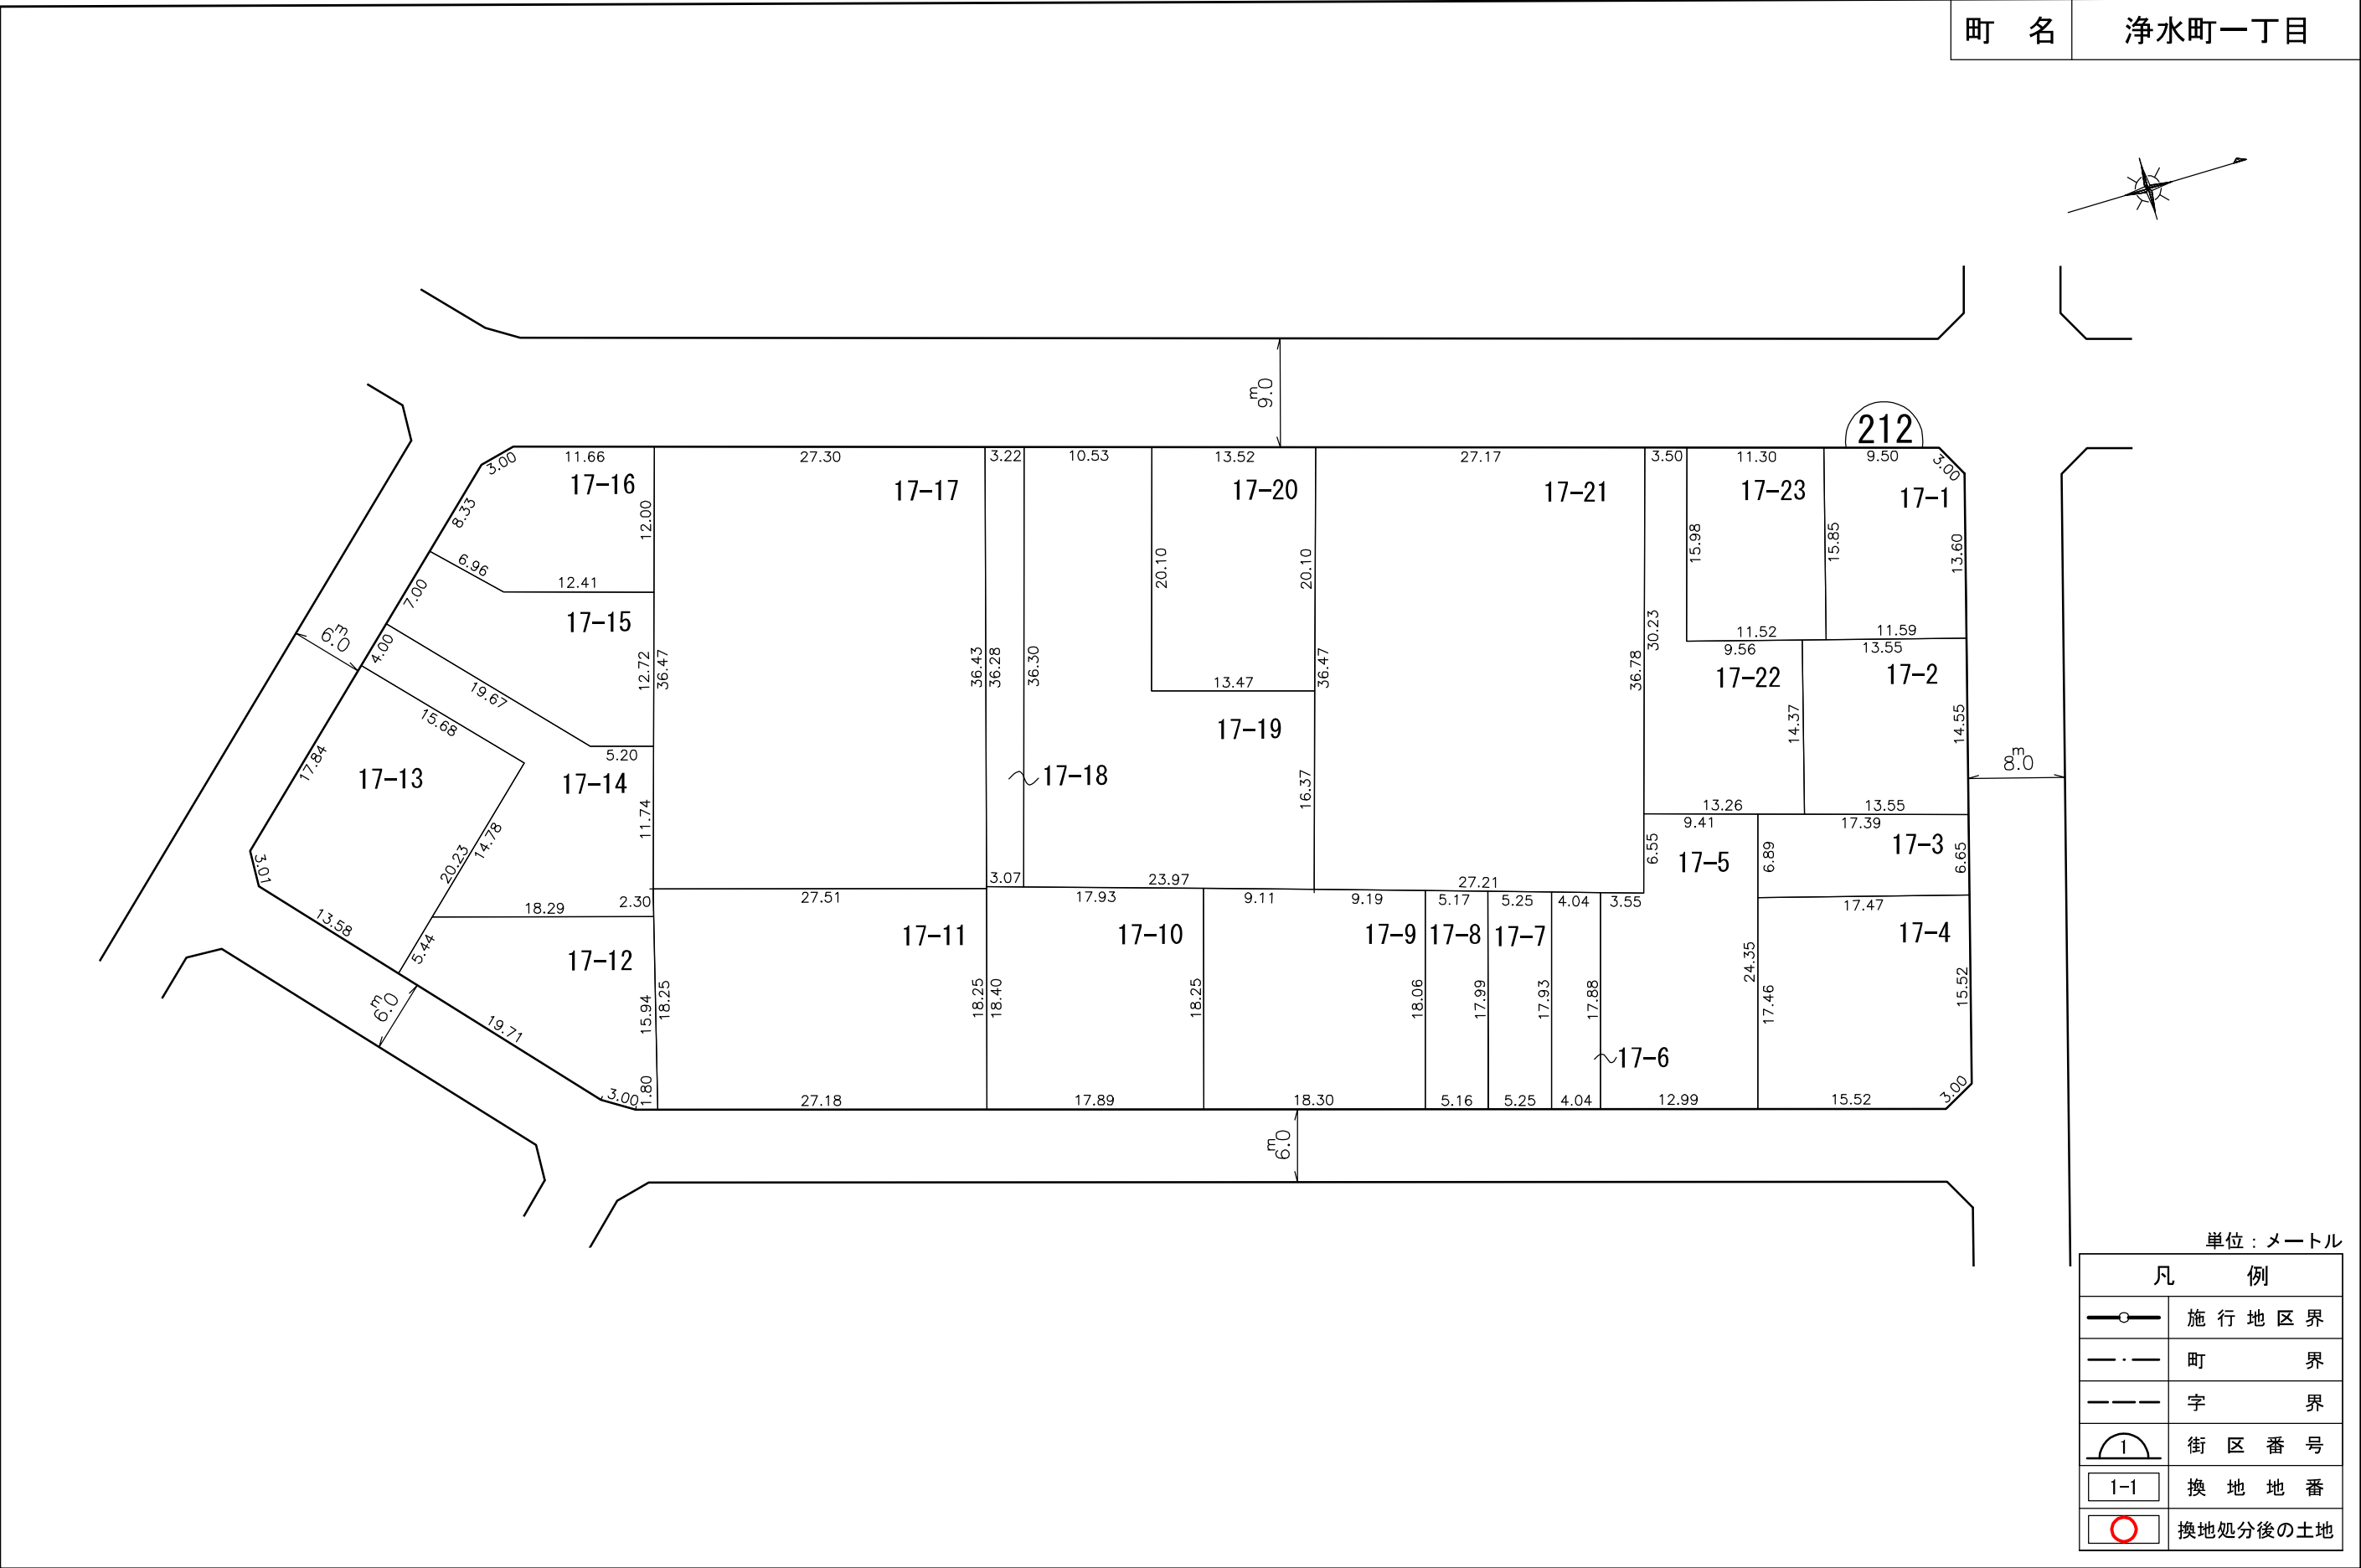 町 名 浄水町一丁目
9.0m
212
3.00 11.66 27.30 3.22 10.53 13.52 27.17 3.50 11.30 9.50 3.00
17-16 17-17 17-20 17-21 17-23 17-1
8.33 12.00 20.10 20.10 15.98 15.85 13.60
6.96 12.41
7.00 17-15
6.0m 4.00 12.72 36.47 36.43 36.28 36.30 36.47 36.78 30.23 11.52 11.59
9.56 13.55
19.67 13.47 17-22 17-2
15.68 17-19 14.37 14.55
5.20 8.0m
17.84 17-13 17-14 17-18
11.74 16.37 13.26 13.55
9.41 17.39
20.23 14.78 6.55 17-5 6.89 17-3 6.65
3.01 3.07 23.97 27.21
18.29 2.30 27.51 17.93 9.11 9.19 5.17 5.25 4.04 3.55 17.47
13.58 5.44 17-12 17-11 17-10 17-9 17-8 17-7 17-4
6.0m 15.94 18.25 18.25 18.40 18.25 18.06 17.99 17.93 17.88 24.35 17.46 15.52
19.71
17-6
3.00 1.80 27.18 17.89 18.30 5.16 5.25 4.04 12.99 15.52 3.00
6.0m
単位：メートル
凡 例
施行地区界
町 界
字 界
1 街区番号
1-1 換地地番
換地処分後の土地